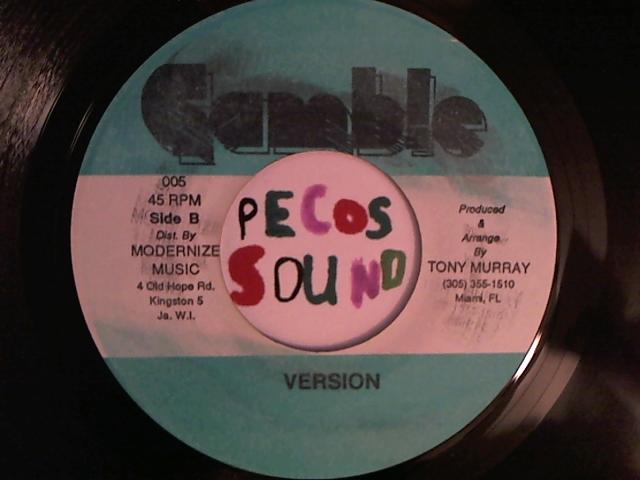 Gamble
005
45 RPM
Side B
Dist. By
MODERNIZE
MUSIC
4 Old Hope Rd.
Kingston 5
Ja. W.I.
PECOS
SOUND
Produced
&
Arrange
By
TONY MURRAY
(305) 355-1510
Miami, FL
VERSION